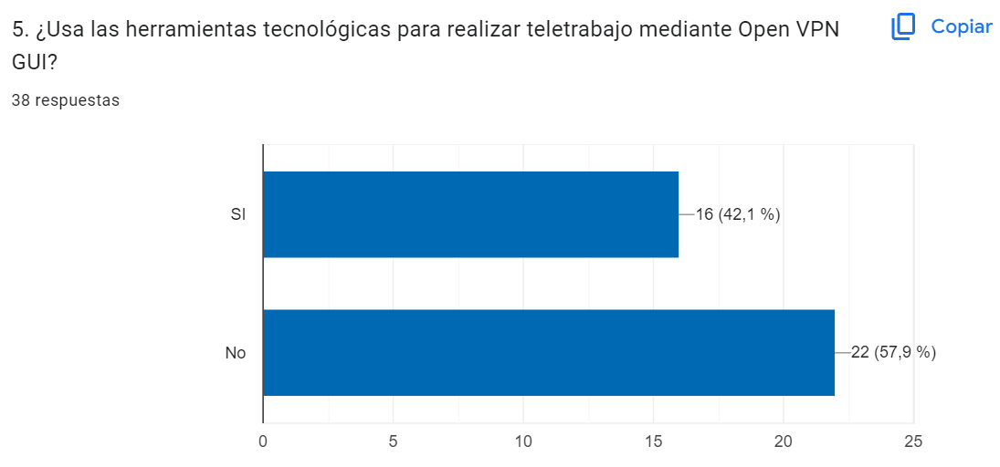 5. ¿Usa las herramientas tecnológicas para realizar teletrabajo mediante Open VPN
GUI?
Copiar
38 respuestas
SI
16 (42,1 %)
No
22 (57,9 %)
0 5 10 15 20 25